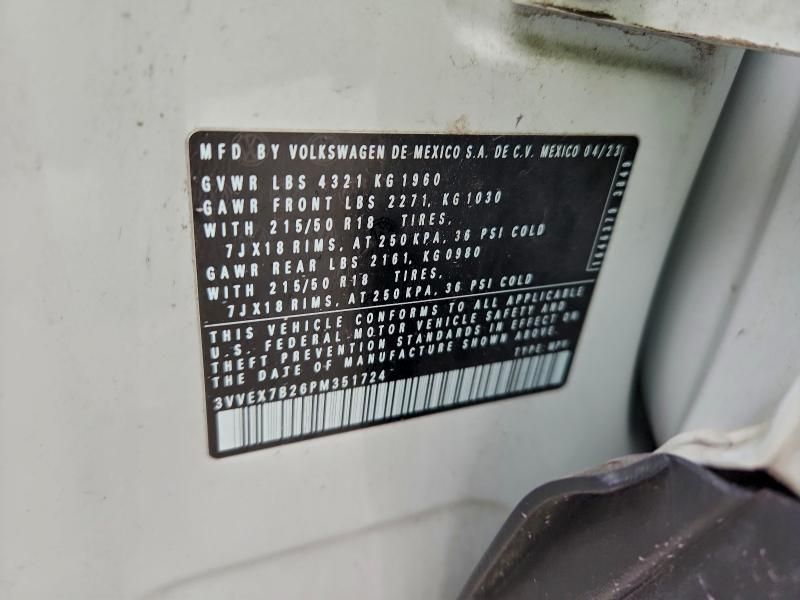 MFD BY VOLKSWAGEN DE MEXICO S.A. DE C.V. MEXICO 04/23
GVWR LBS 4321 KG 1960
GAWR FRONT LBS 2271, KG 1030
WITH 215/50 R18 TIRES,
7JX18 RIMS, AT 250 KPA, 36 PSI COLD
GAWR REAR LBS 2161, KG 0980
WITH 215/50 R18 TIRES,
7JX18 RIMS, AT 250 KPA, 36 PSI COLD
THIS VEHICLE CONFORMS TO ALL APPLICABLE
U.S. FEDERAL MOTOR VEHICLE SAFETY AND
THEFT PREVENTION STANDARDS IN EFFECT ON
THE DATE OF MANUFACTURE SHOWN ABOVE.
TYPE: MPV
3VVEX7B26PM351724